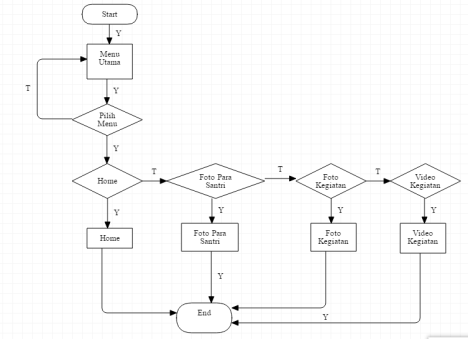 Start
Y
Menu
Utama
T
Y
Pilih
Menu
Y
Home
T
Foto Para
Santri
T
Foto
Kegiatan
T
Video
Kegiatan
Y
Y
Y
Y
Home
Foto Para
Santri
Foto
Kegiatan
Video
Kegiatan
Y
End
Y